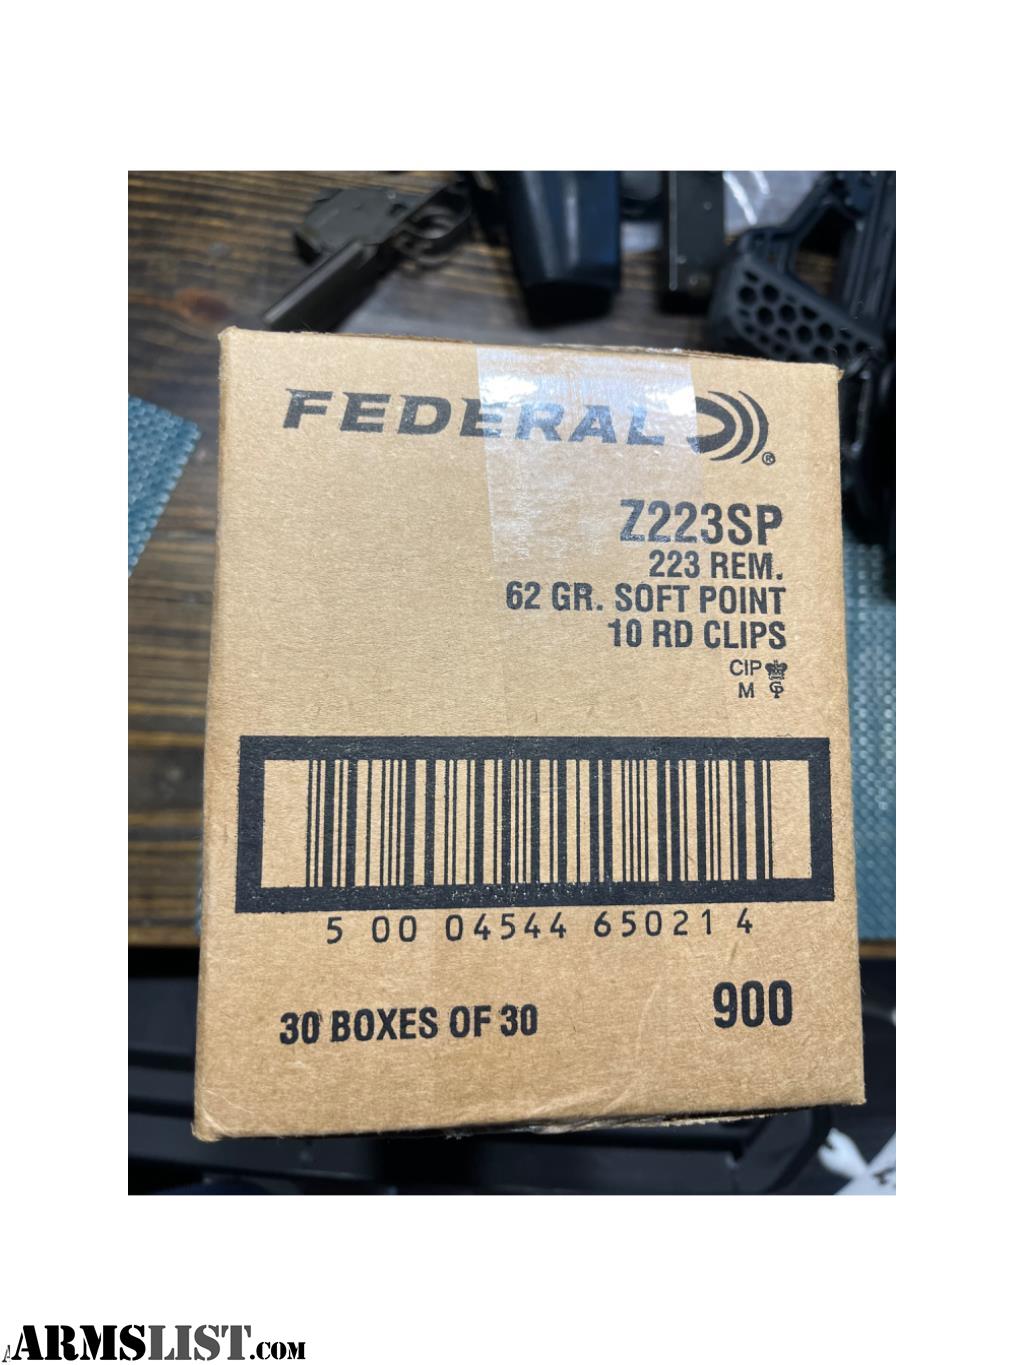 FEDERAL
®
Z223SP
223 REM.
62 GR. SOFT POINT
10 RD CLIPS
CIP
M GP
5 00 04544 65021 4
30 BOXES OF 30
900
ARMSLIST.COM